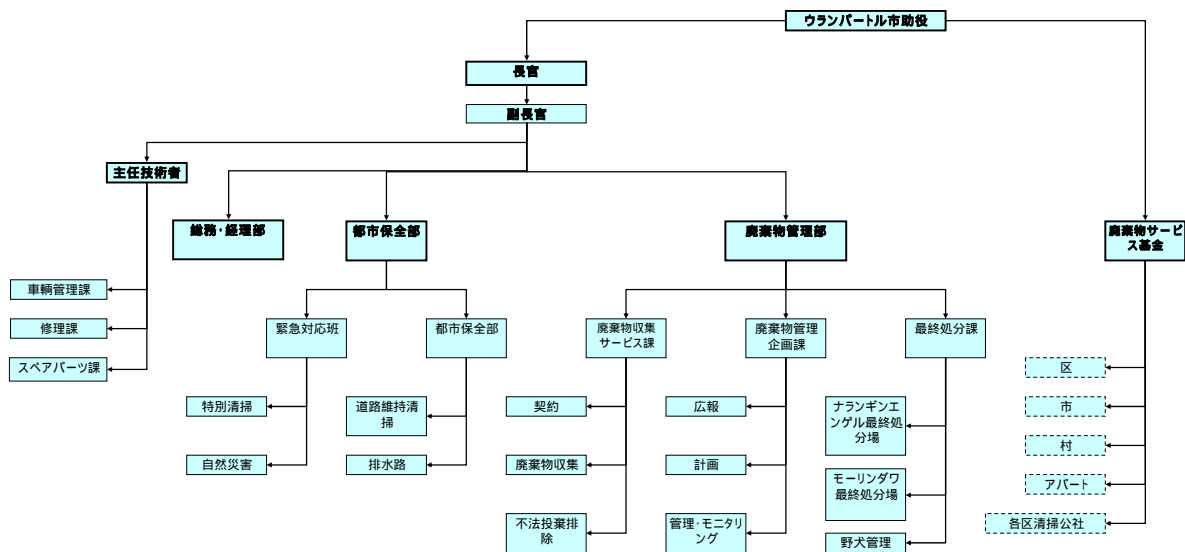 ウランバートル市助役
長官
副長官
主任技術者
総務・経理部
都市保全部
廃棄物管理部
廃棄物サービ
ス基金
車輌管理課
修理課
スペアパーツ課
緊急対応班
都市保全部
廃棄物収集
サービス課
廃棄物管理
企画課
最終処分課
特別清掃
自然災害
道路維持清
掃
排水路
契約
廃棄物収集
不法投棄排
除
広報
計画
管理・モニタリ
ング
ナランギンエ
ンゲル最終処
分場
モーリンダワ
最終処分場
野犬管理
区
市
村
アパート
各区清掃公社